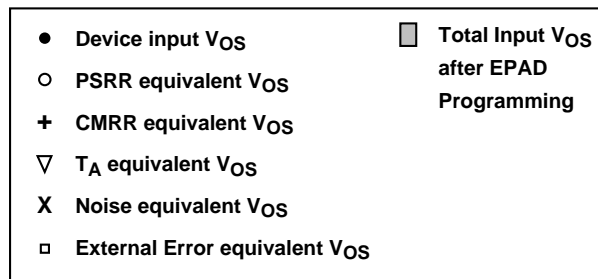 Device input VOS
PSRR equivalent VOS
CMRR equivalent VOS
TA equivalent VOS
Noise equivalent VOS
External Error equivalent VOS
Total Input VOS
after EPAD
Programming